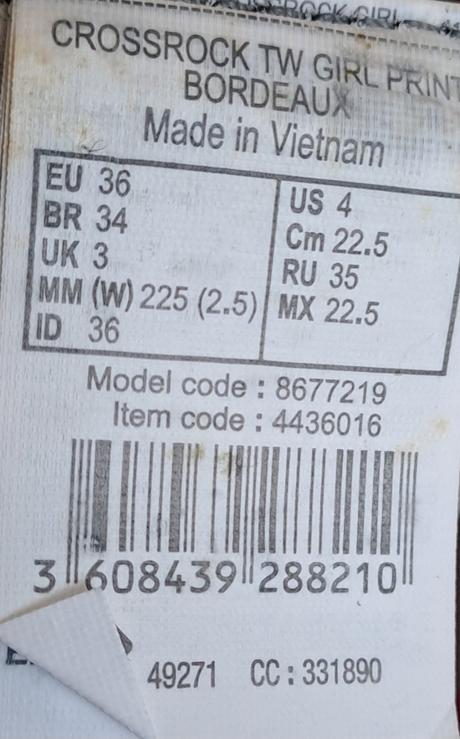 CROSSROCK TW GIRL PRINT
BORDEAUX
Made in Vietnam
EU 36
BR 34
UK 3
MM (W) 225 (2.5)
ID 36
US 4
Cm 22.5
RU 35
MX 22.5
Model code : 8677219
Item code : 4436016
3 608439 288210
49271 CC : 331890